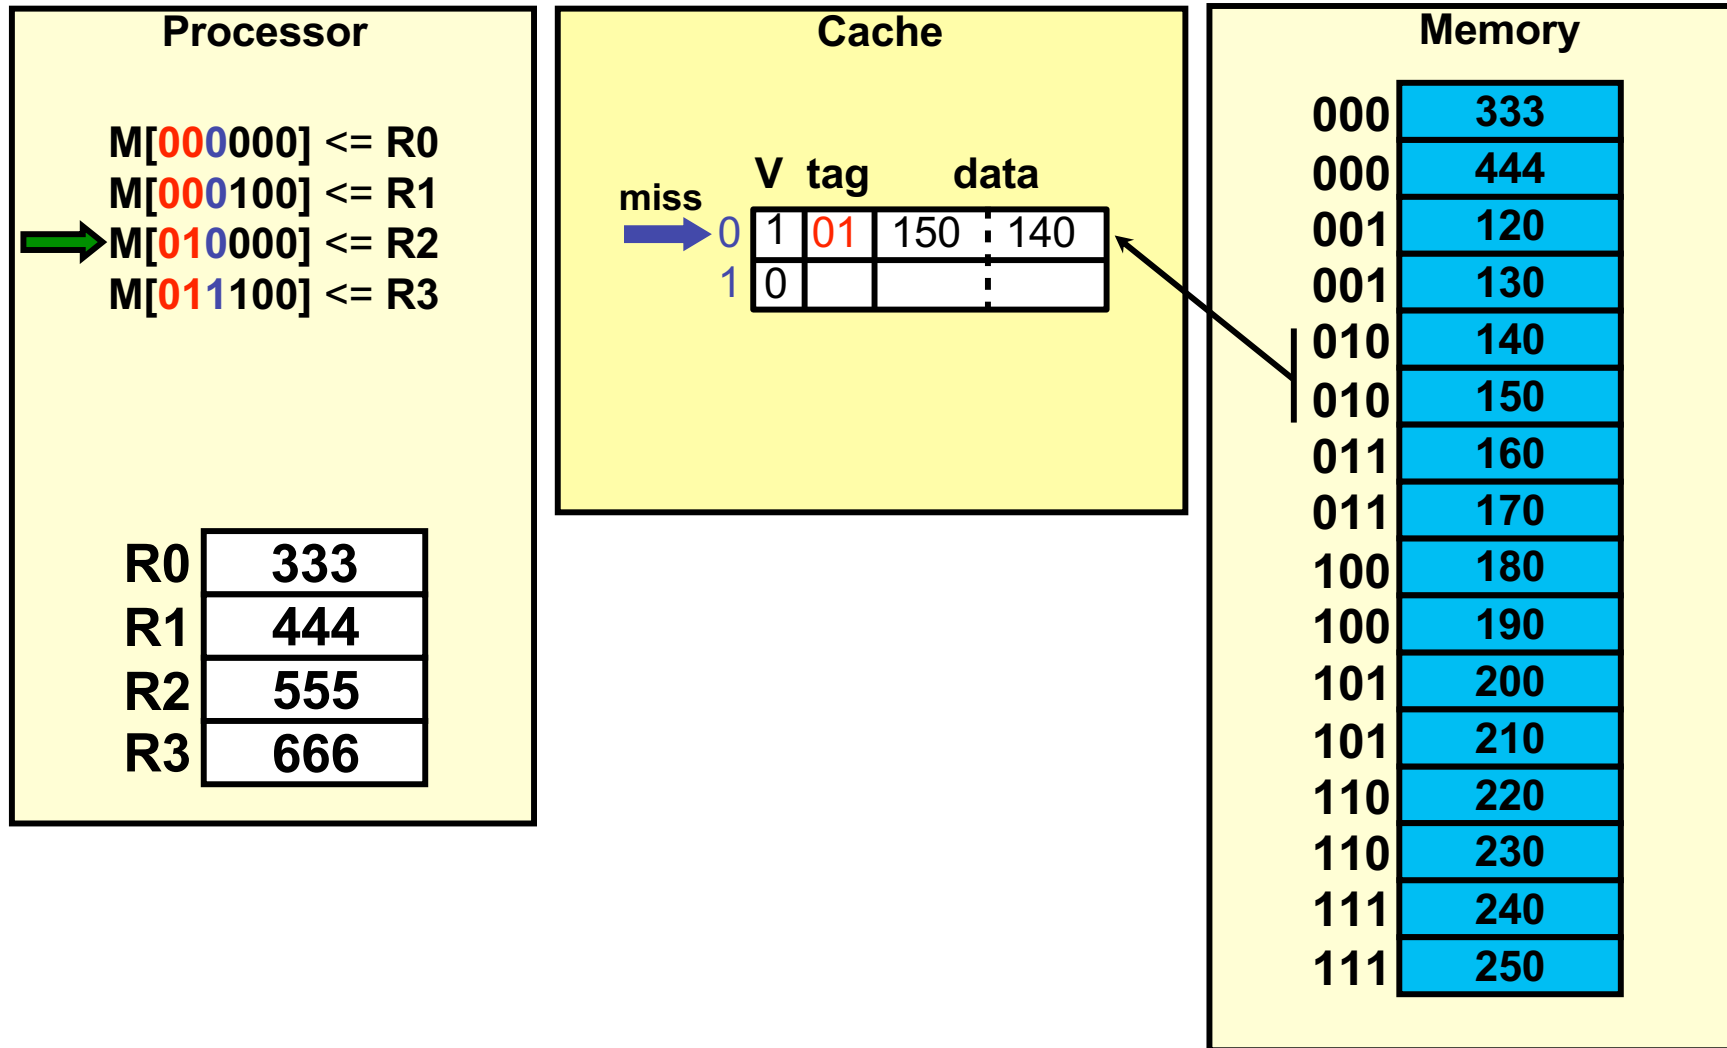 Processor
M[000000] <= R0
M[000100] <= R1
M[010000] <= R2
M[011100] <= R3
R0 333
R1 444
R2 555
R3 666
Cache
V tag data
miss
0 1 01 150 140
1 0
Memory
000 333
000 444
001 120
001 130
010 140
010 150
011 160
011 170
100 180
100 190
101 200
101 210
110 220
110 230
111 240
111 250